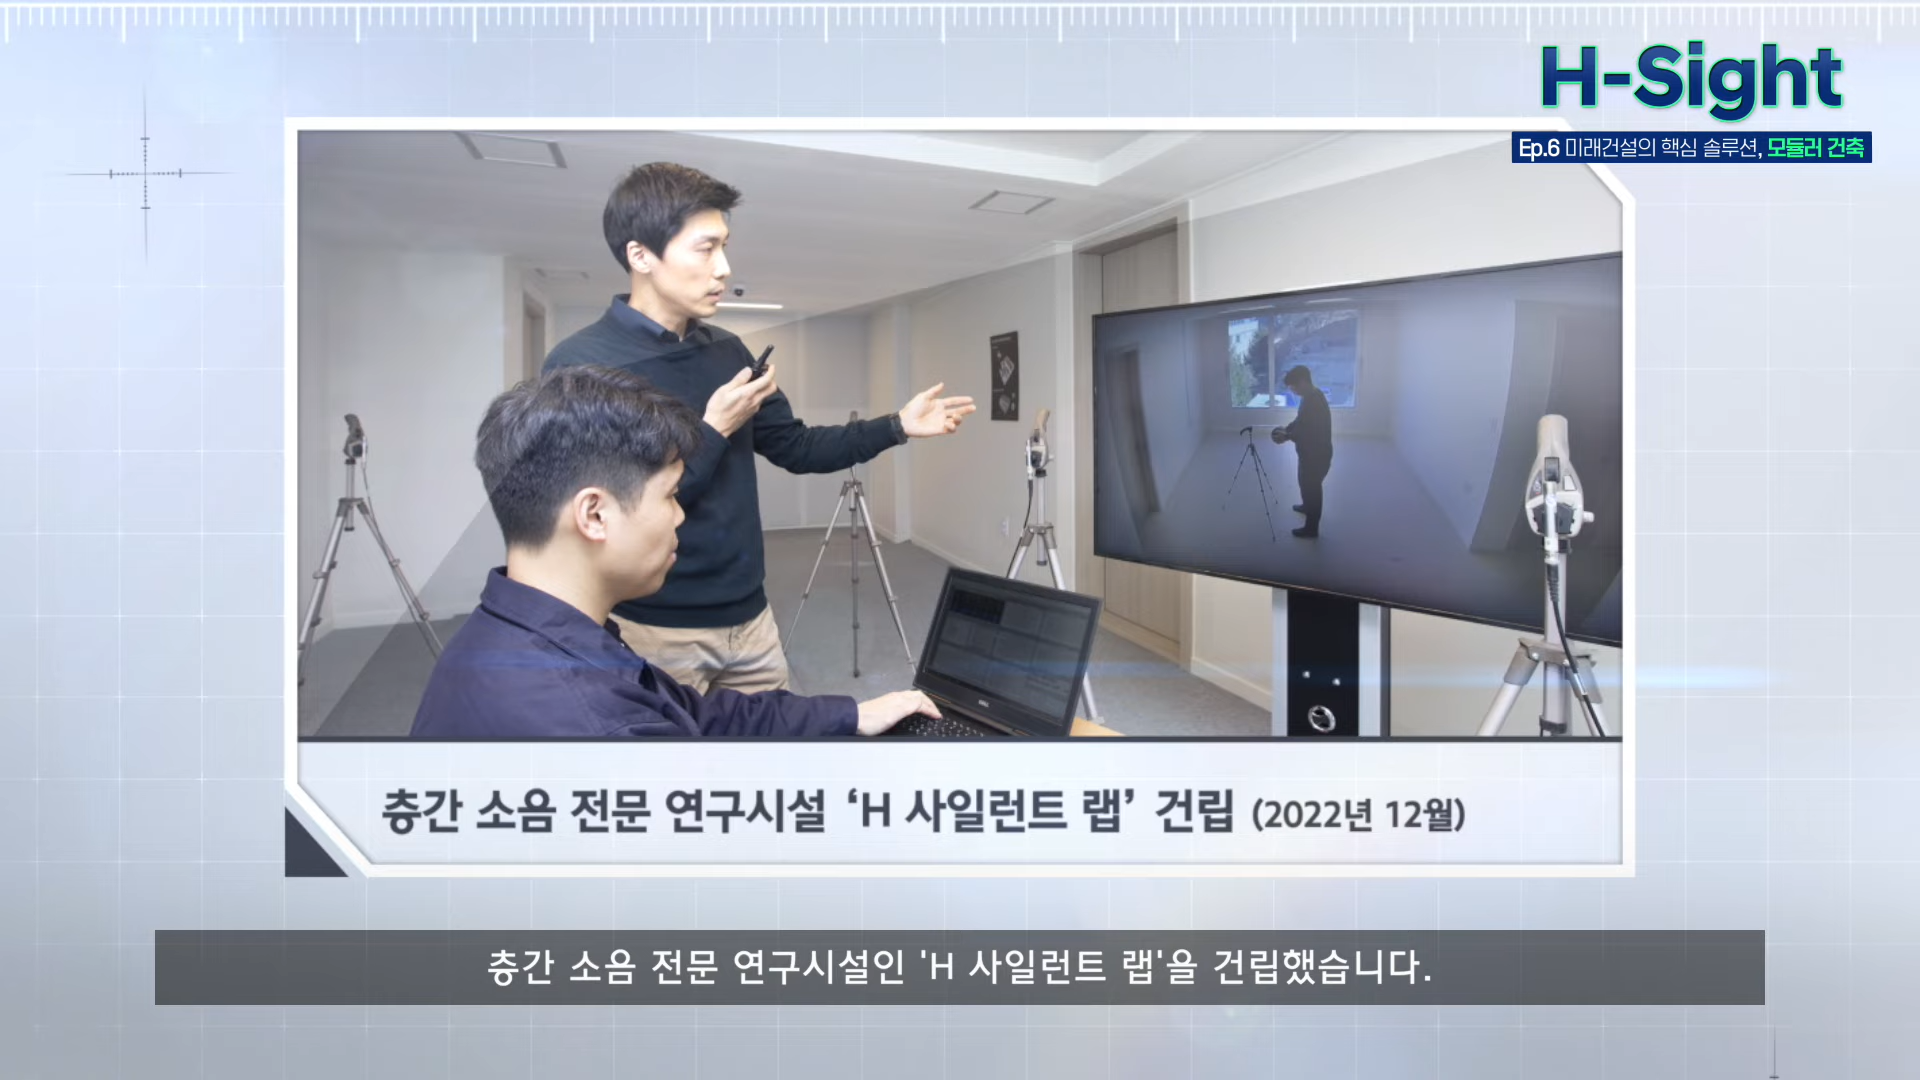 H-Sight
Ep.6 미래건설의 핵심 솔루션, 모듈러 건축
층간 소음 전문 연구시설 ‘H 사일런트 랩’ 건립 (2022년 12월)
층간 소음 전문 연구시설인 'H 사일런트 랩'을 건립했습니다.